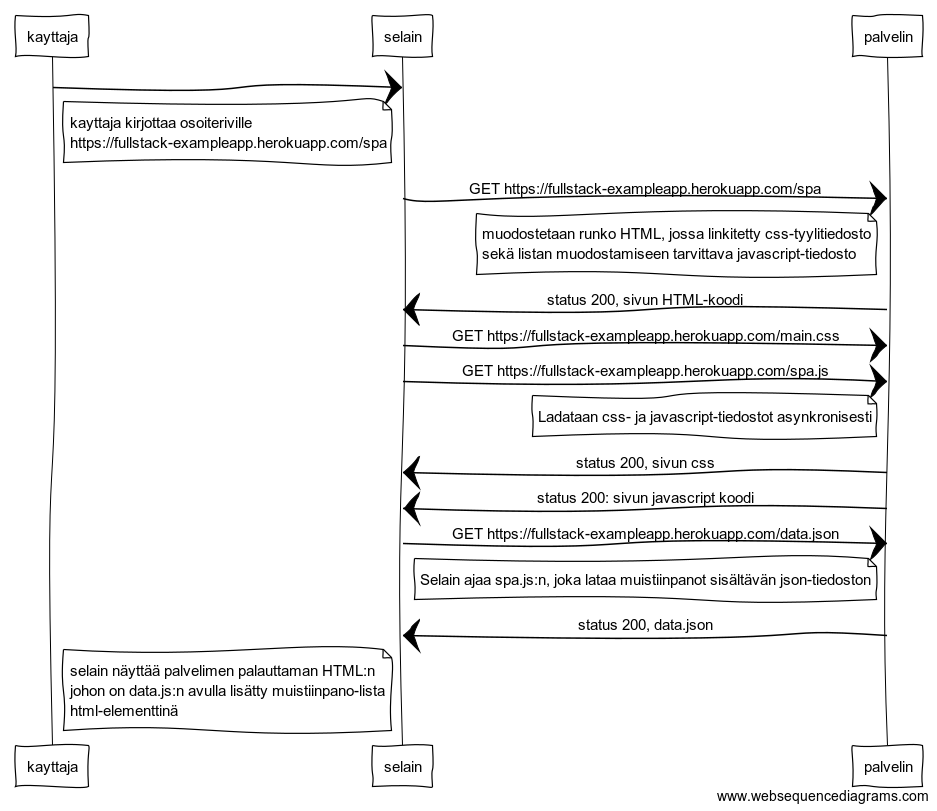 kayttaja
selain
palvelin
kayttaja kirjottaa osoiteriville
https://fullstack-exampleapp.herokuapp.com/spa
GET https://fullstack-exampleapp.herokuapp.com/spa
muodostetaan runko HTML, jossa linkitetty css-tyylitiedosto
sekä listan muodostamiseen tarvittava javascript-tiedosto
status 200, sivun HTML-koodi
GET https://fullstack-exampleapp.herokuapp.com/main.css
GET https://fullstack-exampleapp.herokuapp.com/spa.js
Ladataan css- ja javascript-tiedostot asynkronisesti
status 200, sivun css
status 200: sivun javascript koodi
GET https://fullstack-exampleapp.herokuapp.com/data.json
Selain ajaa spa.js:n, joka lataa muistiinpanot sisältävän json-tiedoston
status 200, data.json
selain näyttää palvelimen palauttaman HTML:n
johon on data.js:n avulla lisätty muistiinpano-lista
html-elementtinä
kayttaja
selain
palvelin
www.websequencediagrams.com